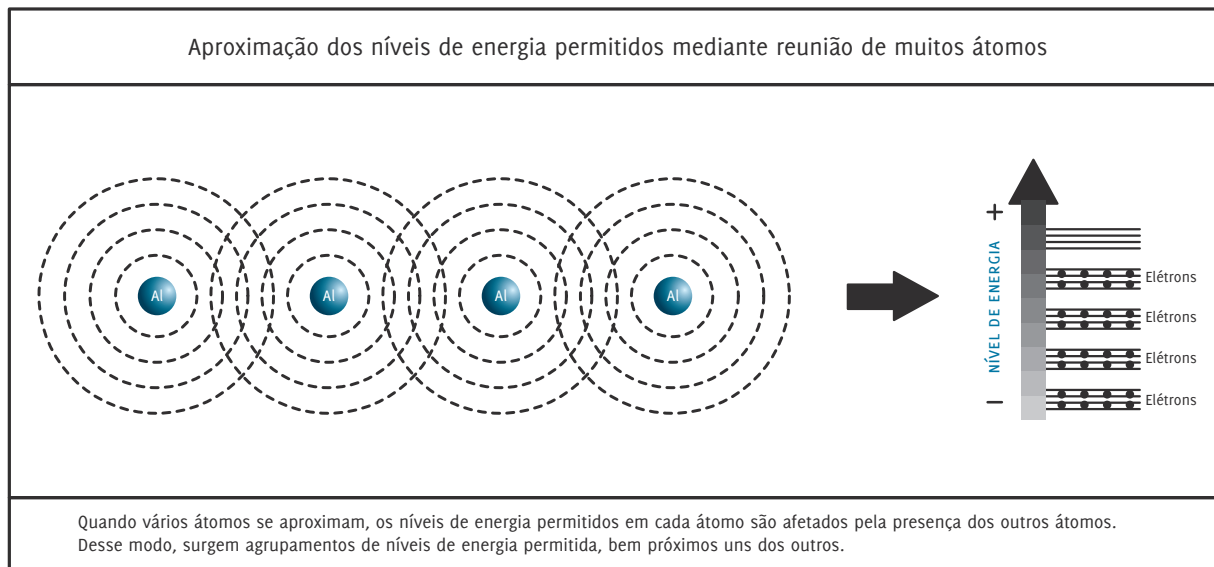 Aproximação dos níveis de energia permitidos mediante reunião de muitos átomos
Al
Al
Al
Al
+
NÍVEL DE ENERGIA
−
Elétrons
Elétrons
Elétrons
Elétrons
Quando vários átomos se aproximam, os níveis de energia permitidos em cada átomo são afetados pela presença dos outros átomos.
Desse modo, surgem agrupamentos de níveis de energia permitida, bem próximos uns dos outros.